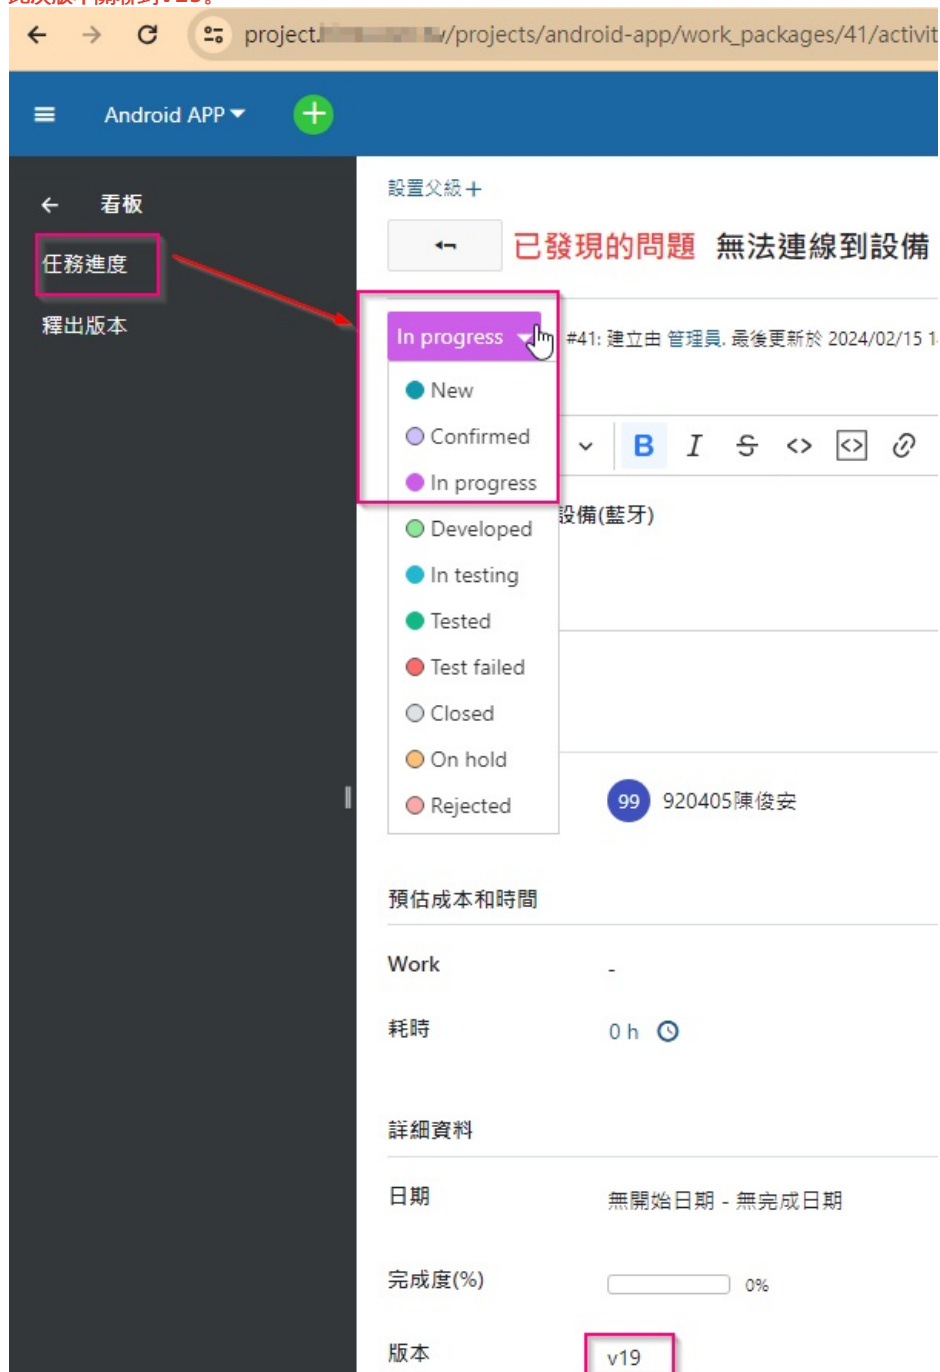 project.
/projects/android-app/work_packages/41/activit
Android APP
看板
任務進度
釋出版本
設置父級+
已發現的問題 無法連線到設備
In progress
#41: 建立由 管理員. 最後更新於 2024/02/15 1
New
Confirmed
In progress
B I S <> <>
設備(藍牙)
Developed
In testing
Tested
Test failed
Closed
On hold
Rejected
99 920405陳俊安
預估成本和時間
Work -
耗時 0 h
詳細資料
日期 無開始日期 - 無完成日期
完成度(%) 0%
版本 v19